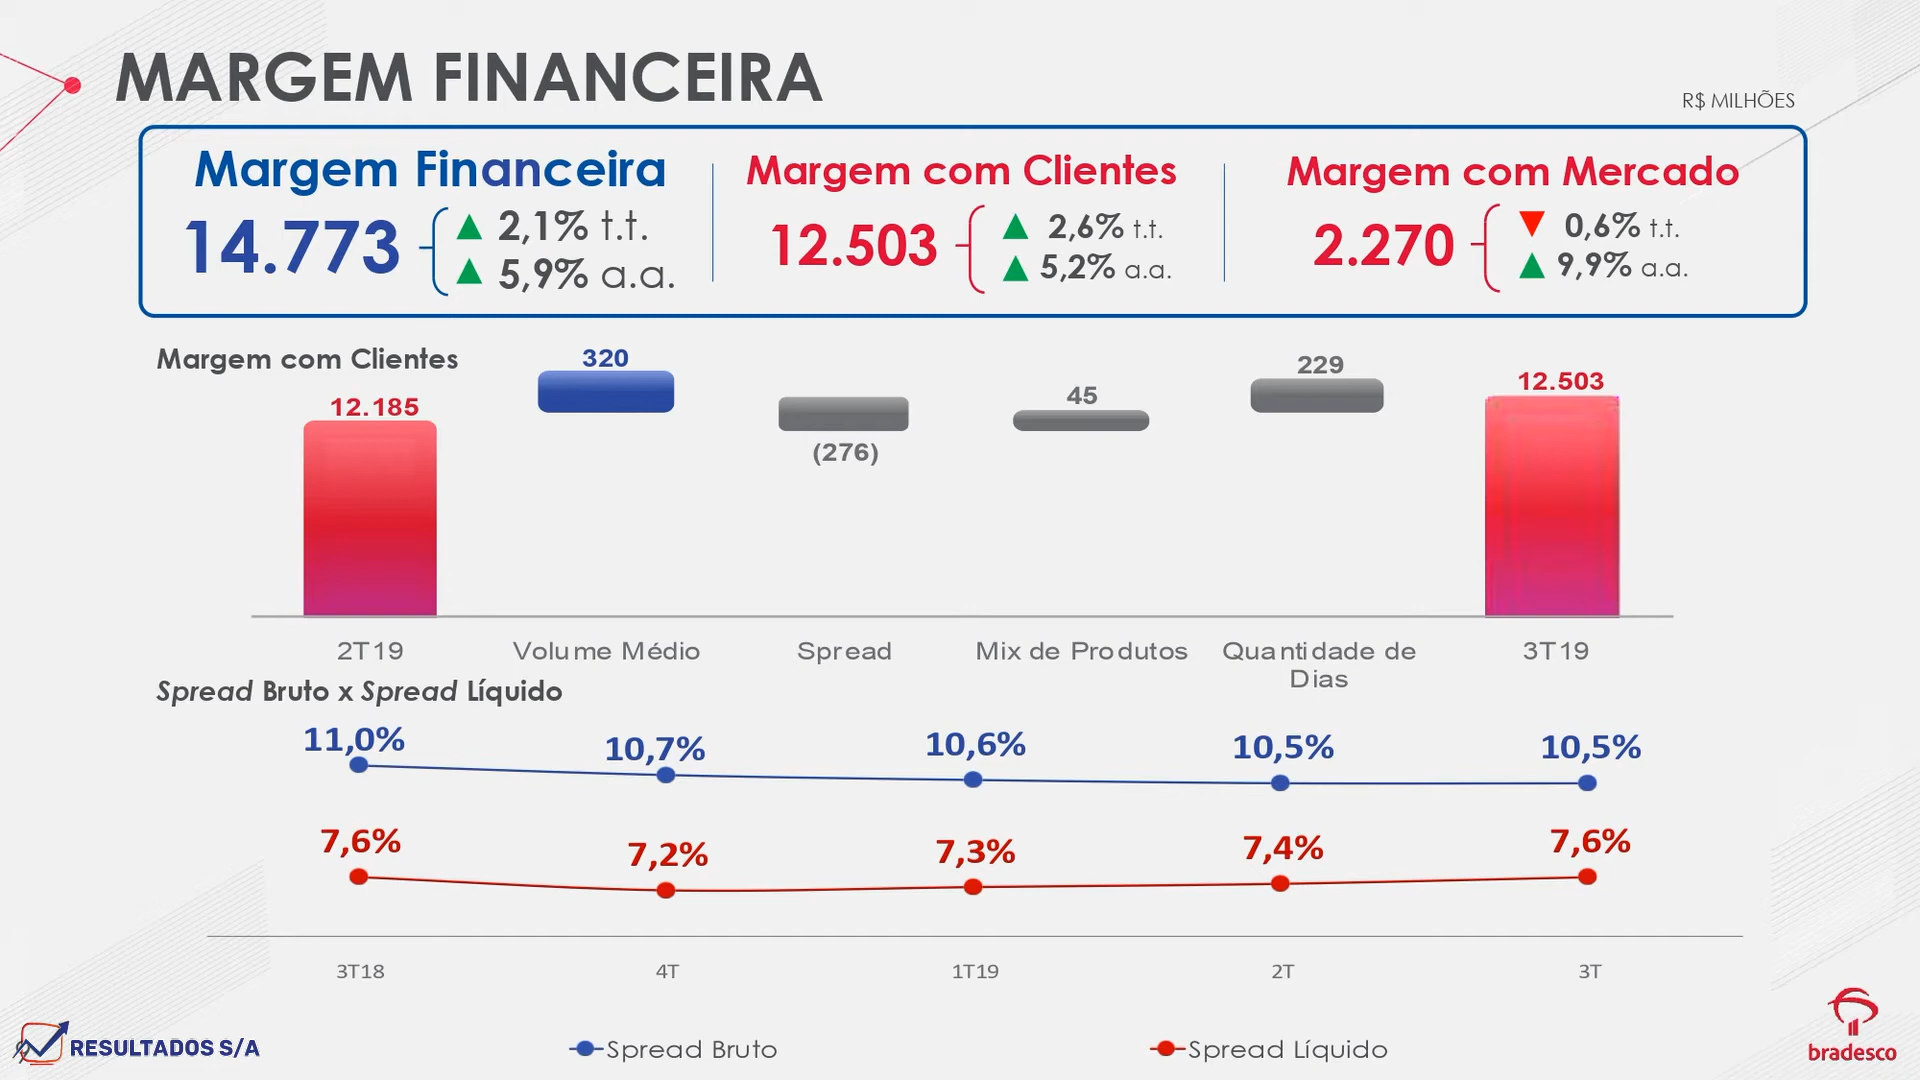 MARGEM FINANCEIRA
R$ MILHÕES
Margem Financeira
14.773
2,1% t.t.
5,9% a.a.
Margem com Clientes
12.503
2,6% t.t.
5,2% a.a.
Margem com Mercado
2.270
0,6% t.t.
9,9% a.a.
Margem com Clientes
12.185
320
(276)
45
229
12.503
2T19
Volume Médio
Spread
Mix de Produtos
Quantidade de
Dias
3T19
Spread Bruto x Spread Líquido
11,0%
10,7%
10,6%
10,5%
10,5%
7,6%
7,2%
7,3%
7,4%
7,6%
3T18
4T
1T19
2T
3T
Spread Bruto
Spread Líquido
RESULTADOS S/A
bradesco